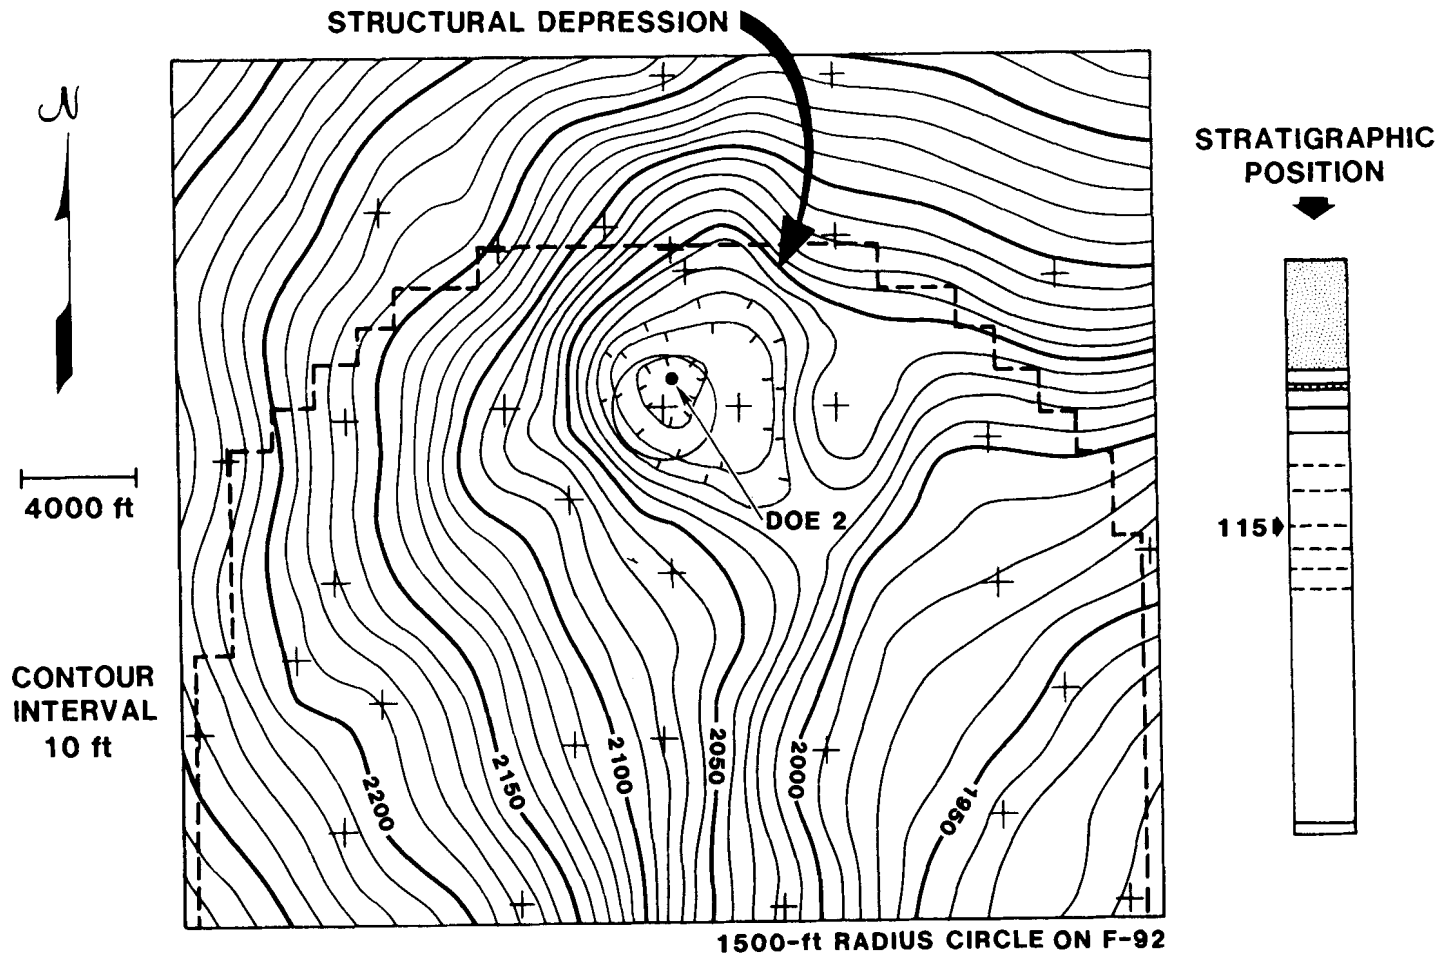 STRUCTURAL DEPRESSION
N
STRATIGRAPHIC
POSITION
4000 ft
115
DOE 2
CONTOUR
INTERVAL
10 ft
2200
2150
2100
2050
2000
1950
1500-ft RADIUS CIRCLE ON F-92